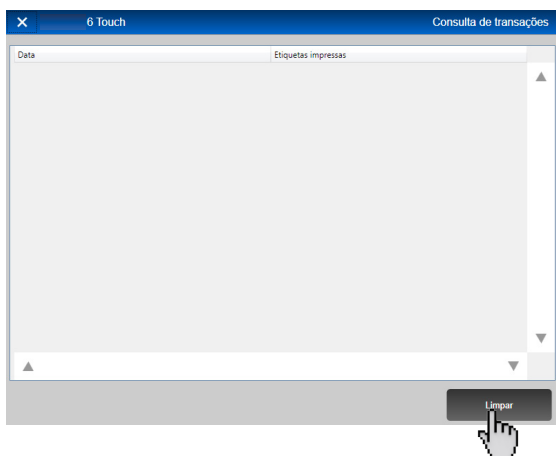 6 Touch
Consulta de transações
Data
Etiquetas impressas
Limpar